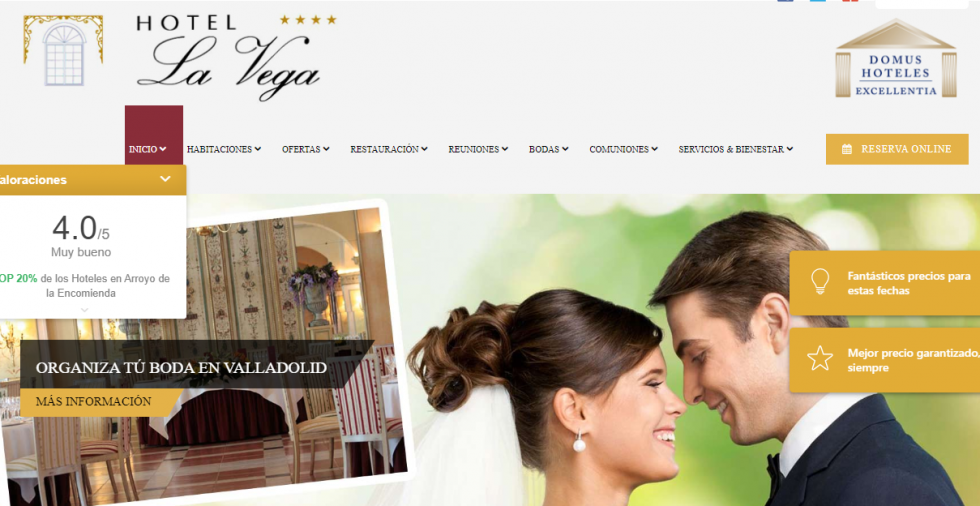 HOTEL
La Vega
DOMUS
HOTELES
EXCELLENTIA
INICIO
HABITACIONES
OFERTAS
RESTAURACIÓN
REUNIONES
BODAS
COMUNIONES
SERVICIOS & BIENESTAR
RESERVA ONLINE
aloraciones
4.0/5
Muy bueno
OP 20% de los Hoteles en Arroyo de
la Encomienda
ORGANIZA TÚ BODA EN VALLADOLID
MÁS INFORMACIÓN
Fantásticos precios para
estas fechas
Mejor precio garantizado,
siempre